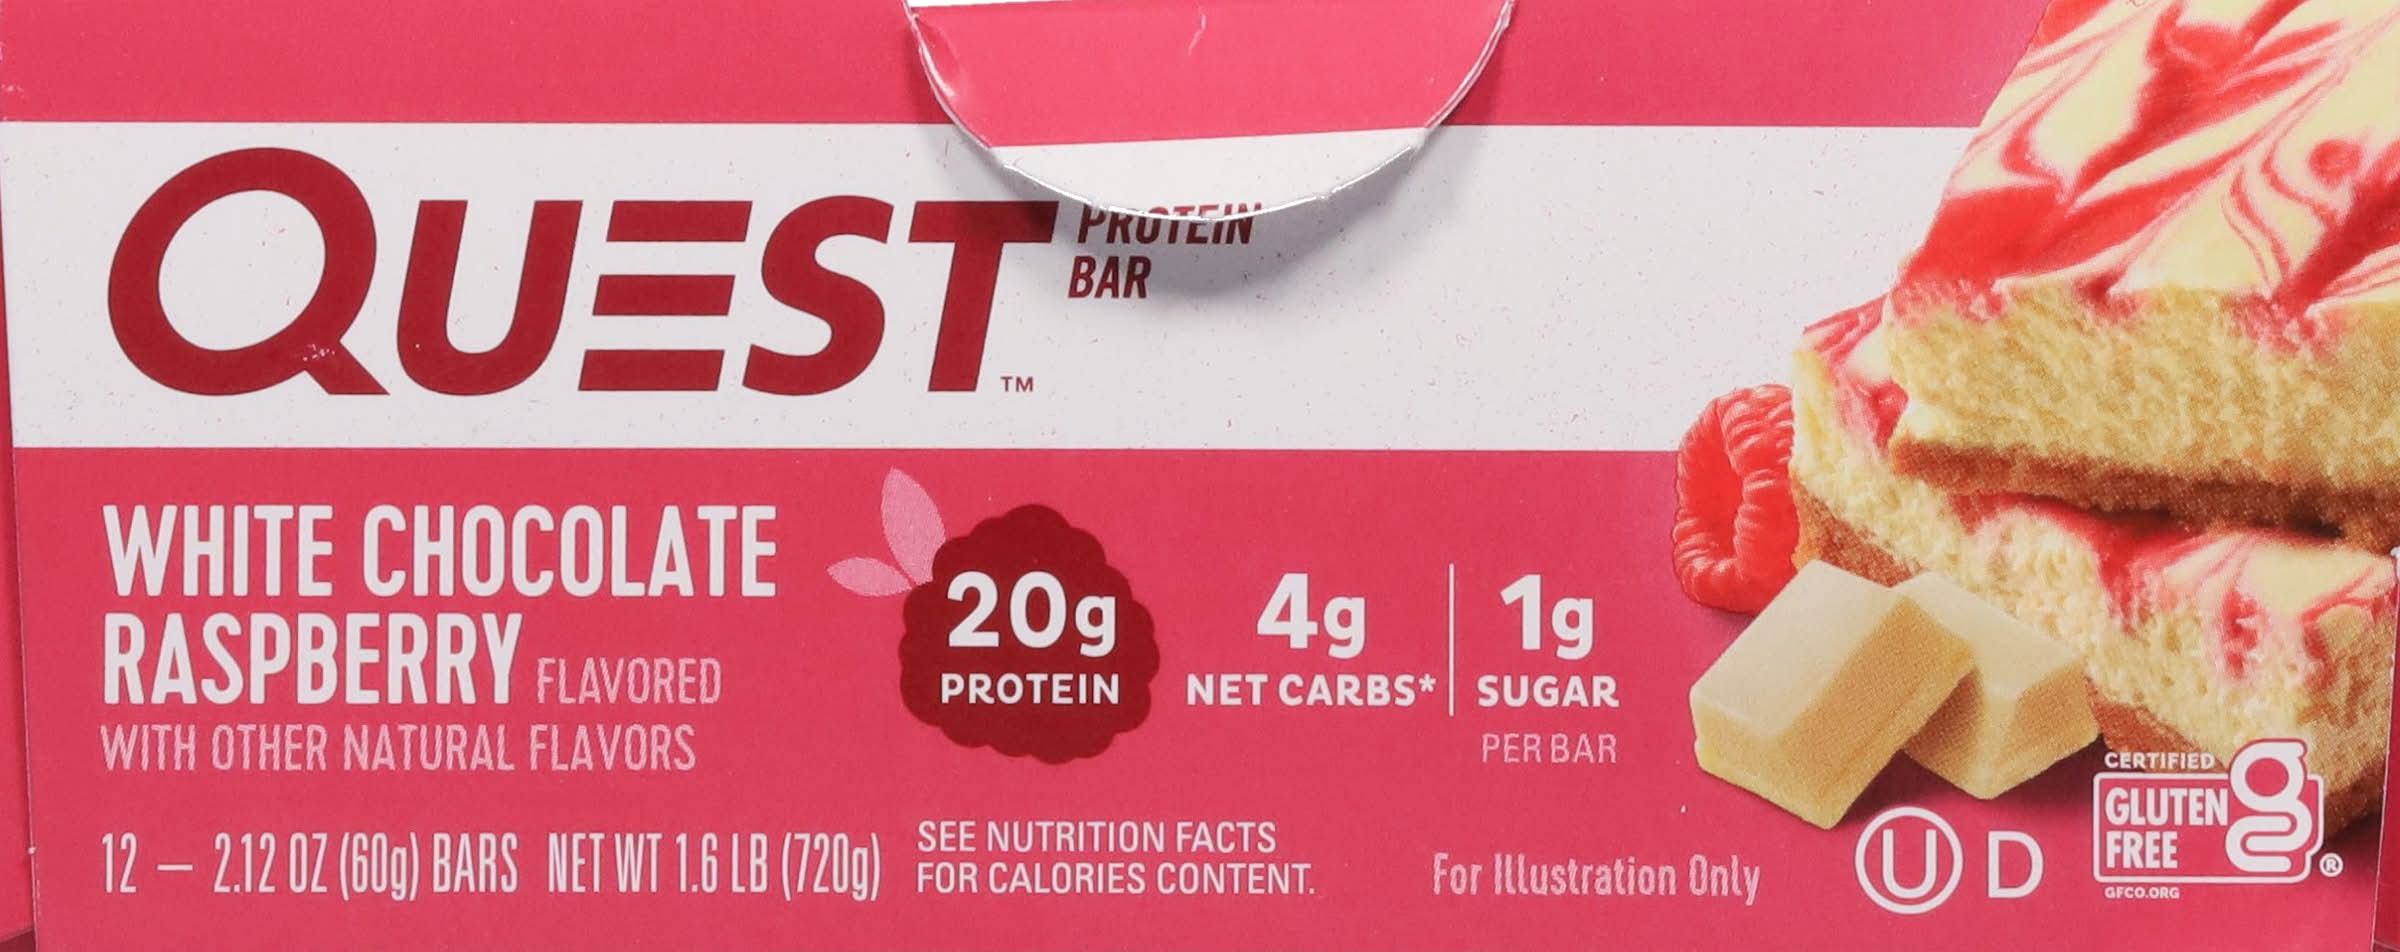 QUEST™
PROTEIN
BAR
WHITE CHOCOLATE
RASPBERRY FLAVORED
WITH OTHER NATURAL FLAVORS
20g
PROTEIN
4g
NET CARBS*
1g
SUGAR
PER BAR
12 – 2.12 OZ (60g) BARS NET WT 1.6 LB (720g)
SEE NUTRITION FACTS
FOR CALORIES CONTENT.
For Illustration Only
U D
CERTIFIED
GLUTEN
FREE
g
®
GFCO.ORG